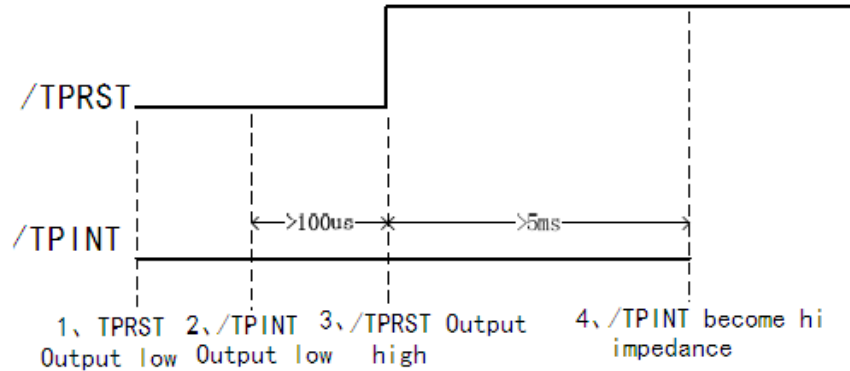 /TPRST
>100us
>5ms
/TPINT
1、TPRST
Output low
2、/TPINT
Output low
3、/TPRST Output
high
4、/TPINT become hi
impedance